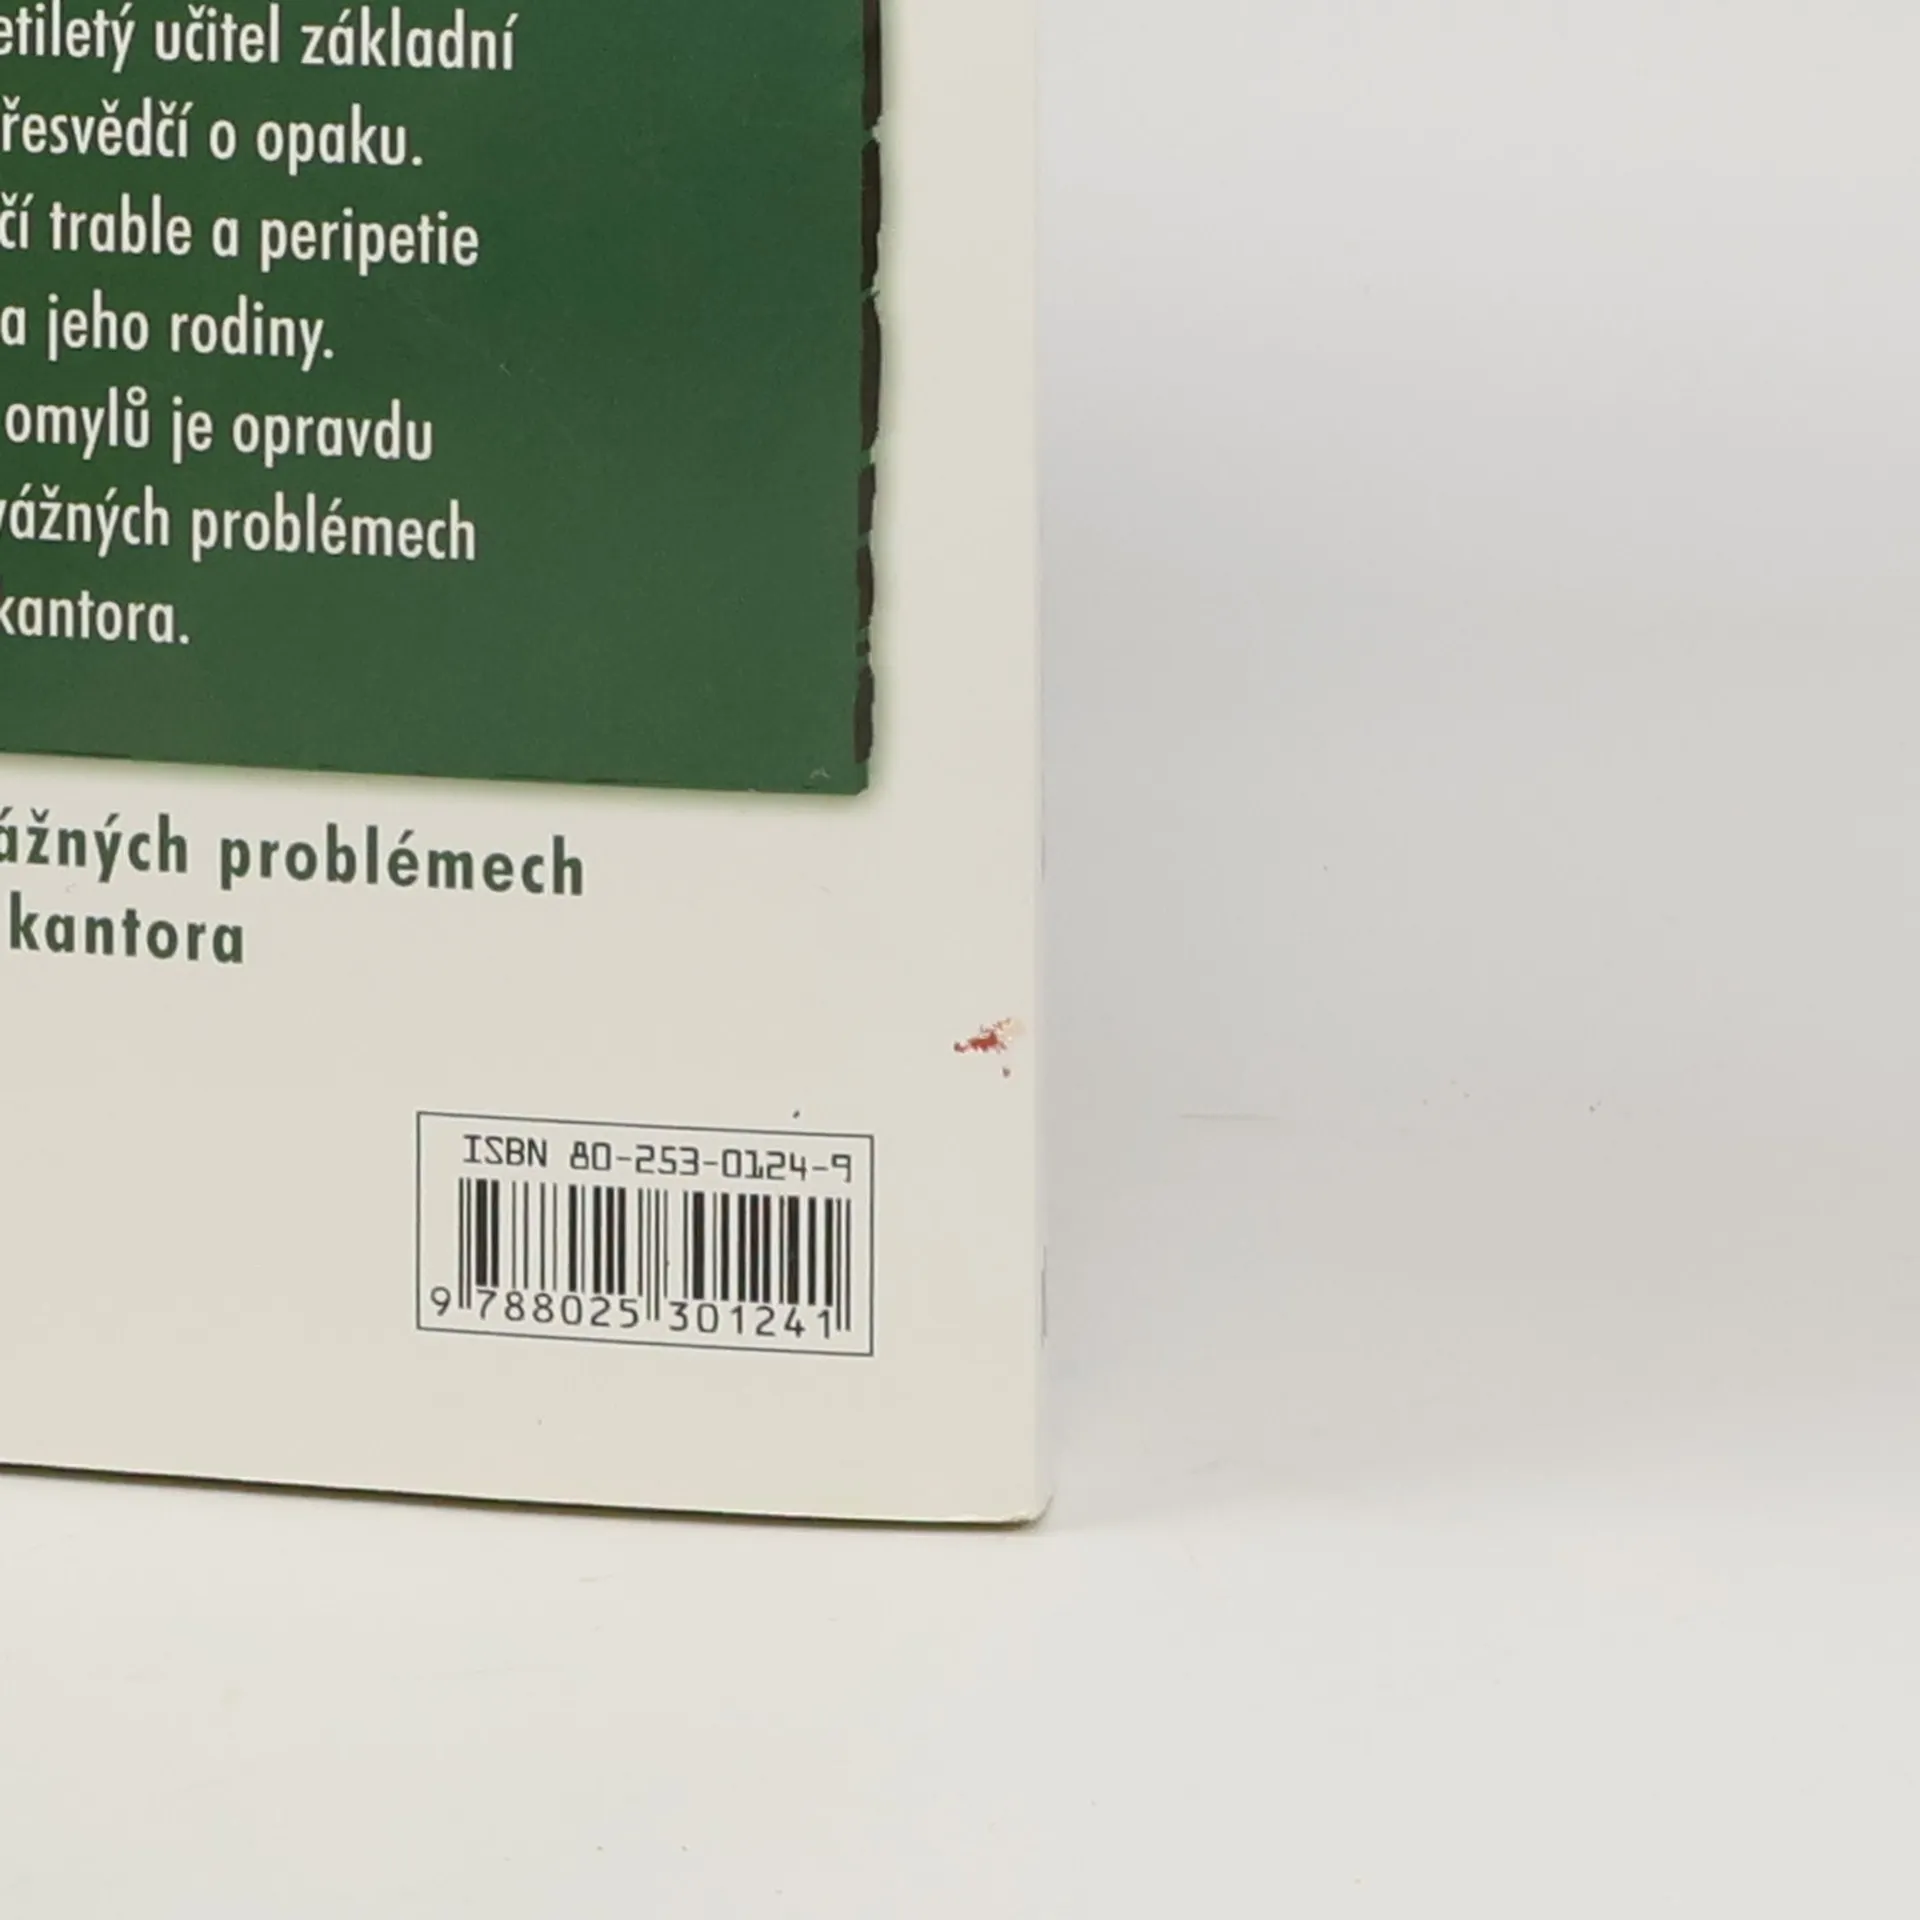 etiletý učitel základní
řesvědčí o opaku.
čí trable a peripetie
a jeho rodiny.
omylů je opravdu
vážných problémech
kantora.
ážných problémech
kantora
ISBN 80-253-0124-9
9 788025 301241